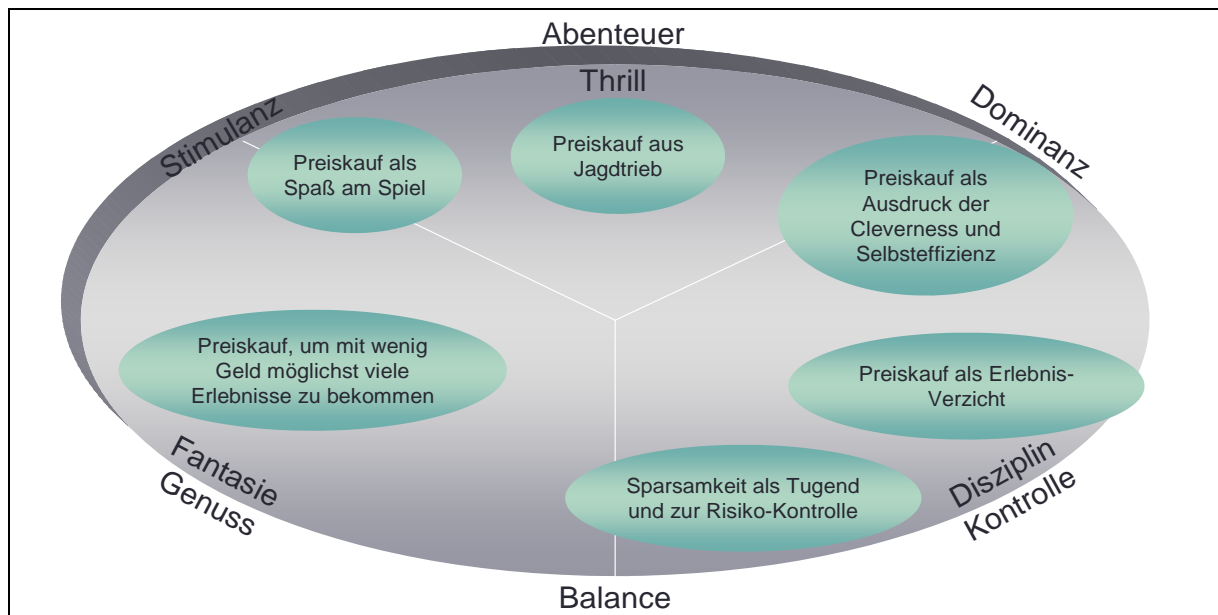 Abenteuer
Thrill
Stimulanz
Dominanz
Preiskauf als
Spaß am Spiel
Preiskauf aus
Jagdtrieb
Preiskauf als
Ausdruck der
Cleverness und
Selbsteffizienz
Preiskauf, um mit wenig
Geld möglichst viele
Erlebnisse zu bekommen
Preiskauf als Erlebnis-
Verzicht
Fantasie
Genuss
Sparsamkeit als Tugend
und zur Risiko-Kontrolle
Disziplin
Kontrolle
Balance